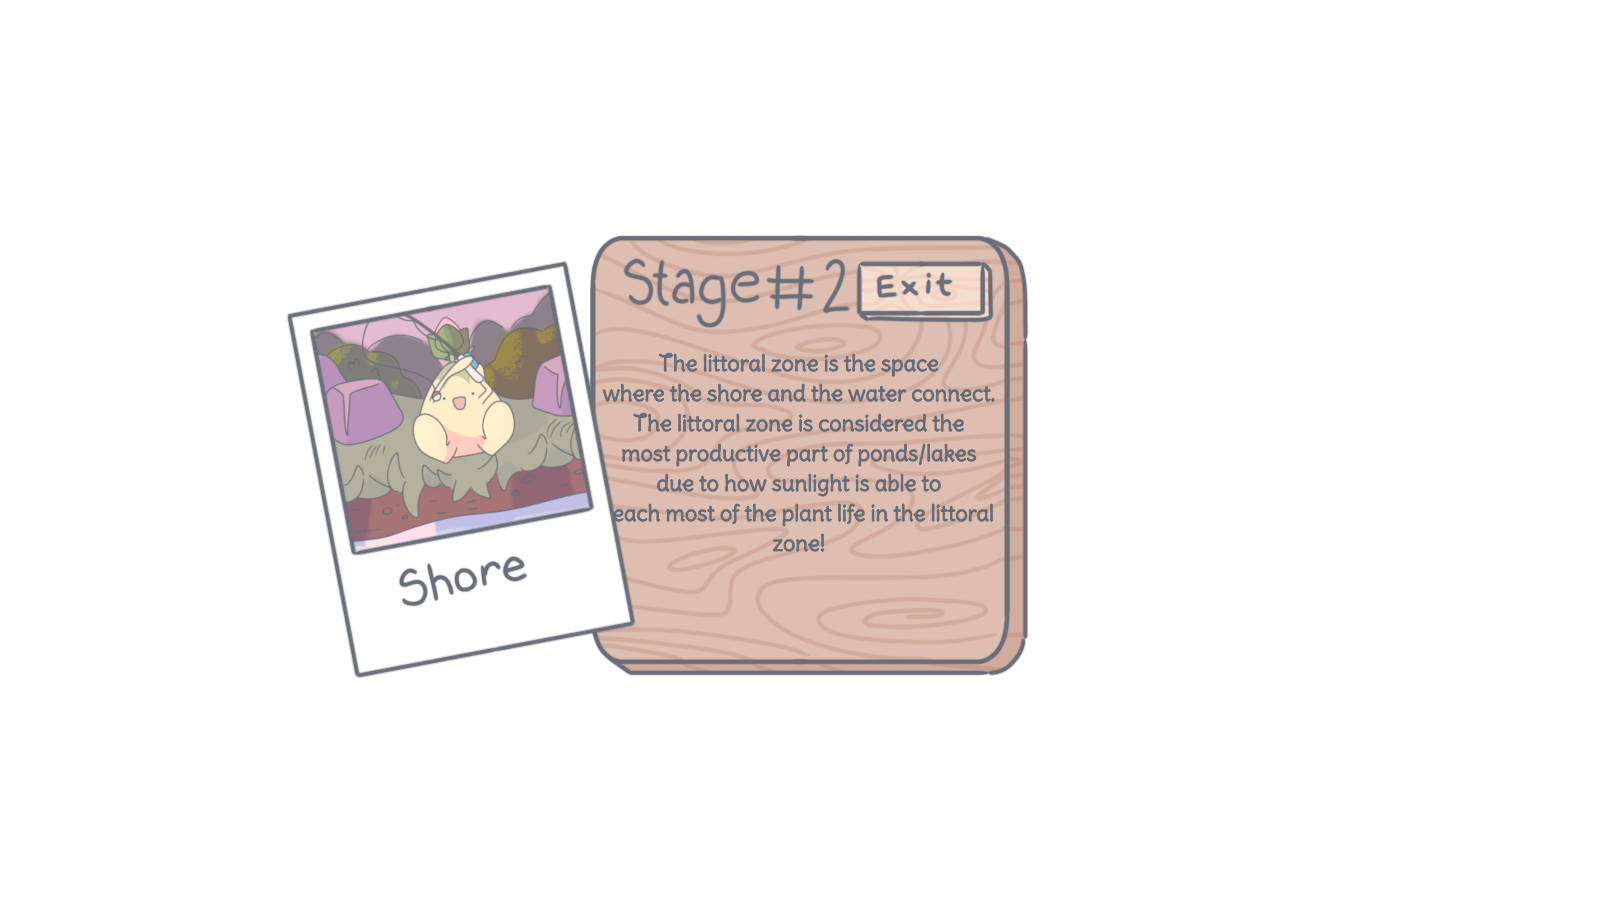 Stage #2
Exit
The littoral zone is the space
where the shore and the water connect.
The littoral zone is considered the
most productive part of ponds/lakes
due to how sunlight is able to
each most of the plant life in the littoral
zone!
Shore